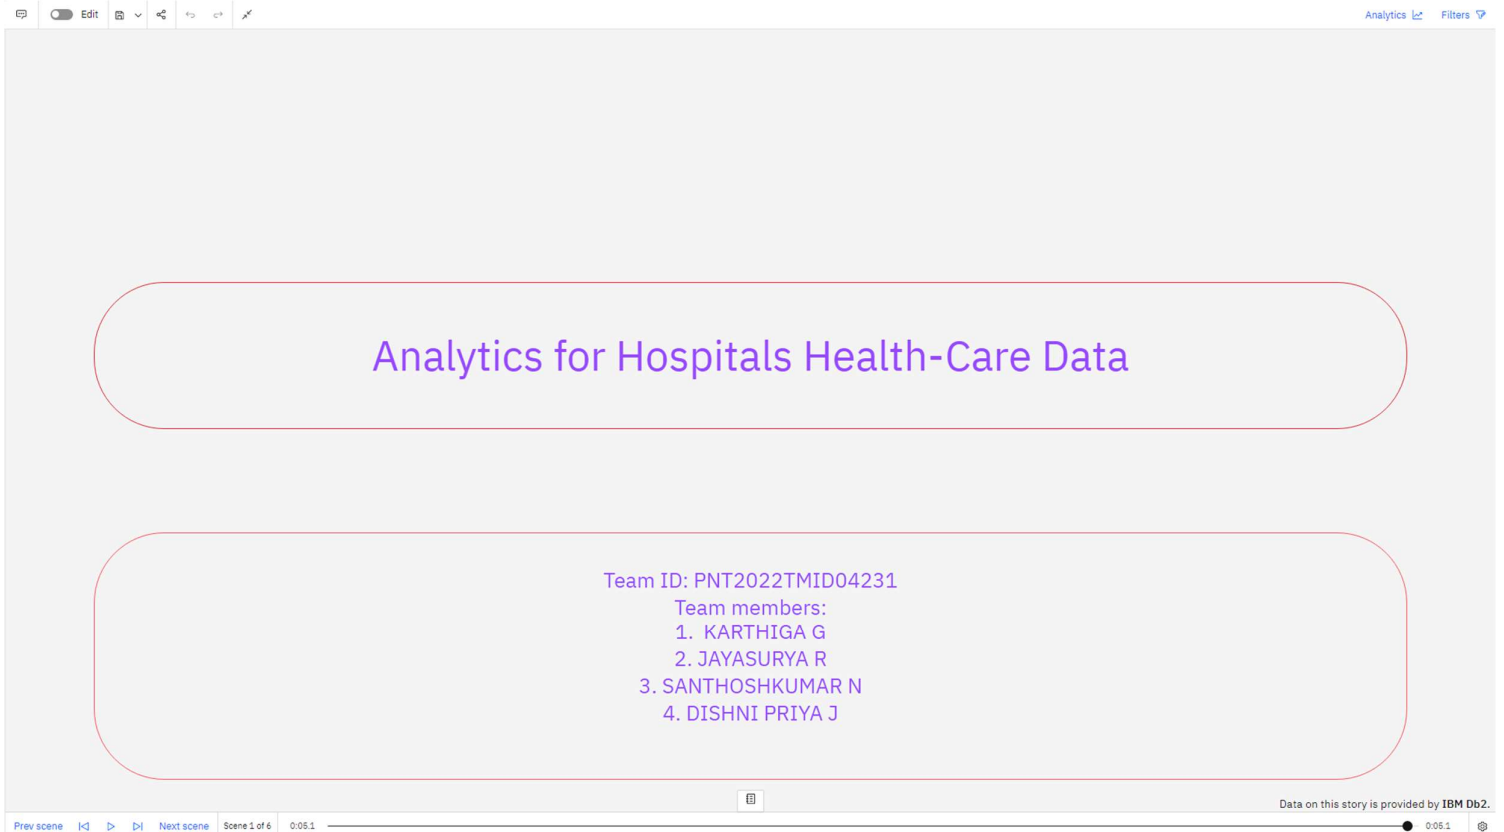 Edit
Analytics
Filters
Analytics for Hospitals Health-Care Data
Team ID: PNT2022TMID04231
Team members:
1. KARTHIGA G
2. JAYASURYA R
3. SANTHOSHKUMAR N
4. DISHNI PRIYA J
Data on this story is provided by IBM Db2.
Prev scene
Next scene
Scene 1 of 6
0:05.1
0:05.1